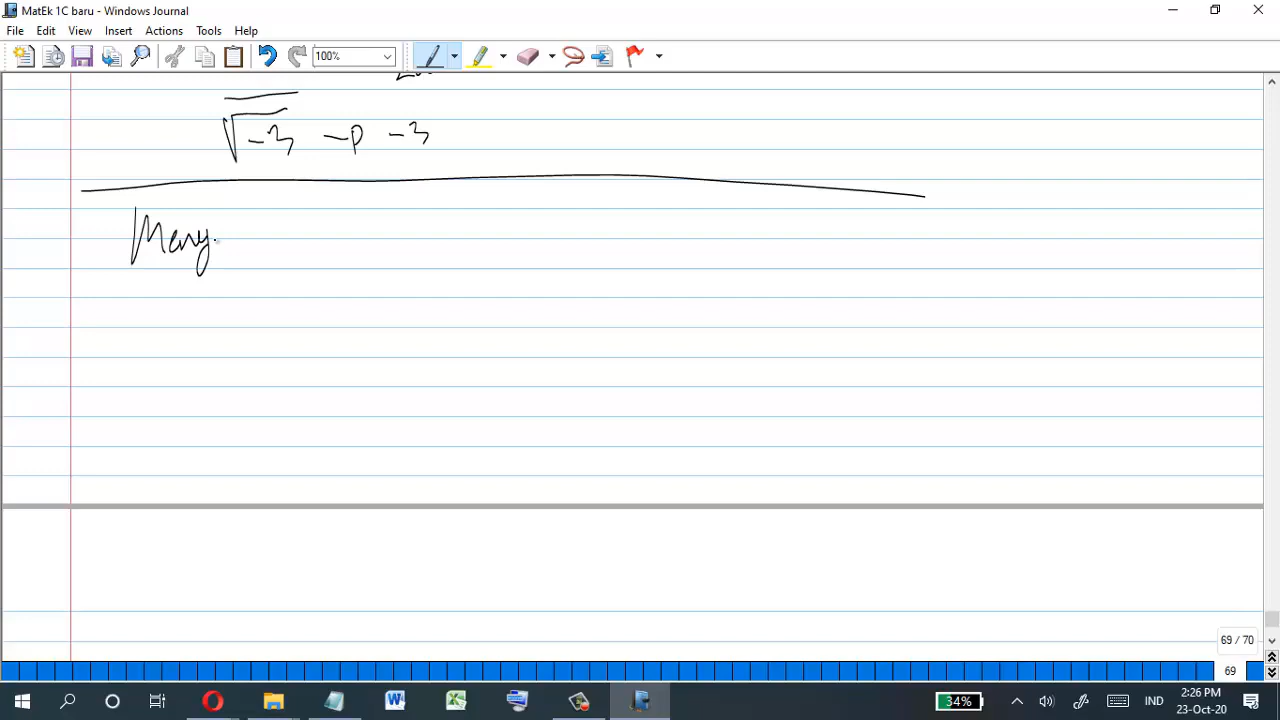 MatEk 1C baru - Windows Journal
File Edit View Insert Actions Tools Help
100%
√-3 -p -3
Meny
69 / 70
69
34% IND 2:26 PM
23-Oct-20